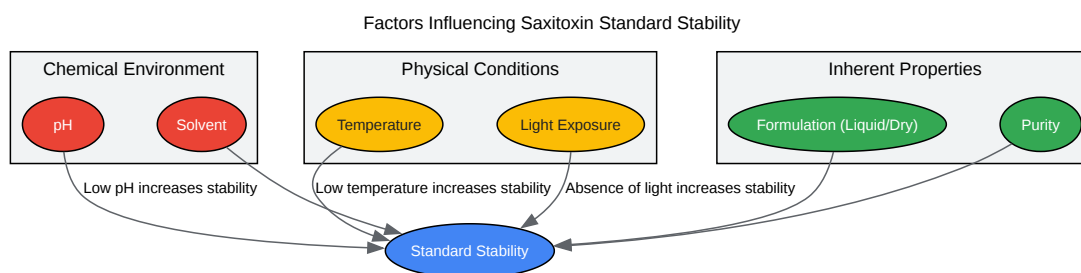 Factors Influencing Saxitoxin Standard Stability
Chemical Environment
Physical Conditions
Inherent Properties
pH
Solvent
Temperature
Light Exposure
Formulation (Liquid/Dry)
Purity
Low pH increases stability
Low temperature increases stability
Absence of light increases stability
Standard Stability